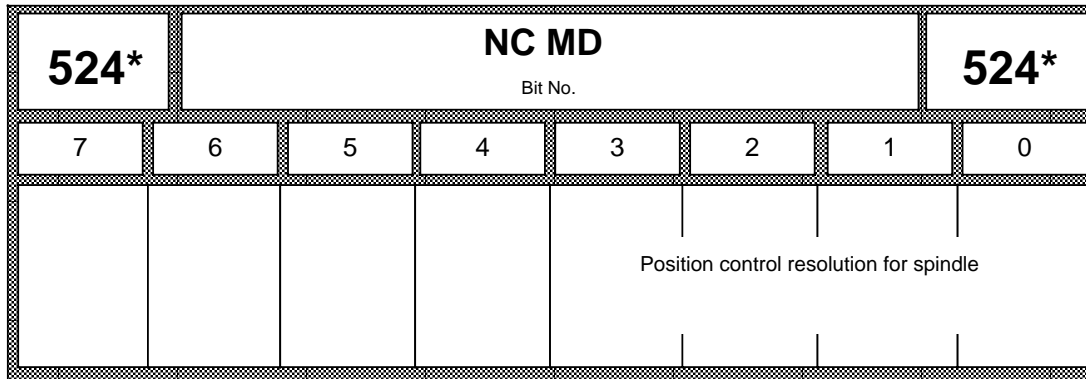 524* NC MD 524*
Bit No.
7 6 5 4 3 2 1 0
Position control resolution for spindle